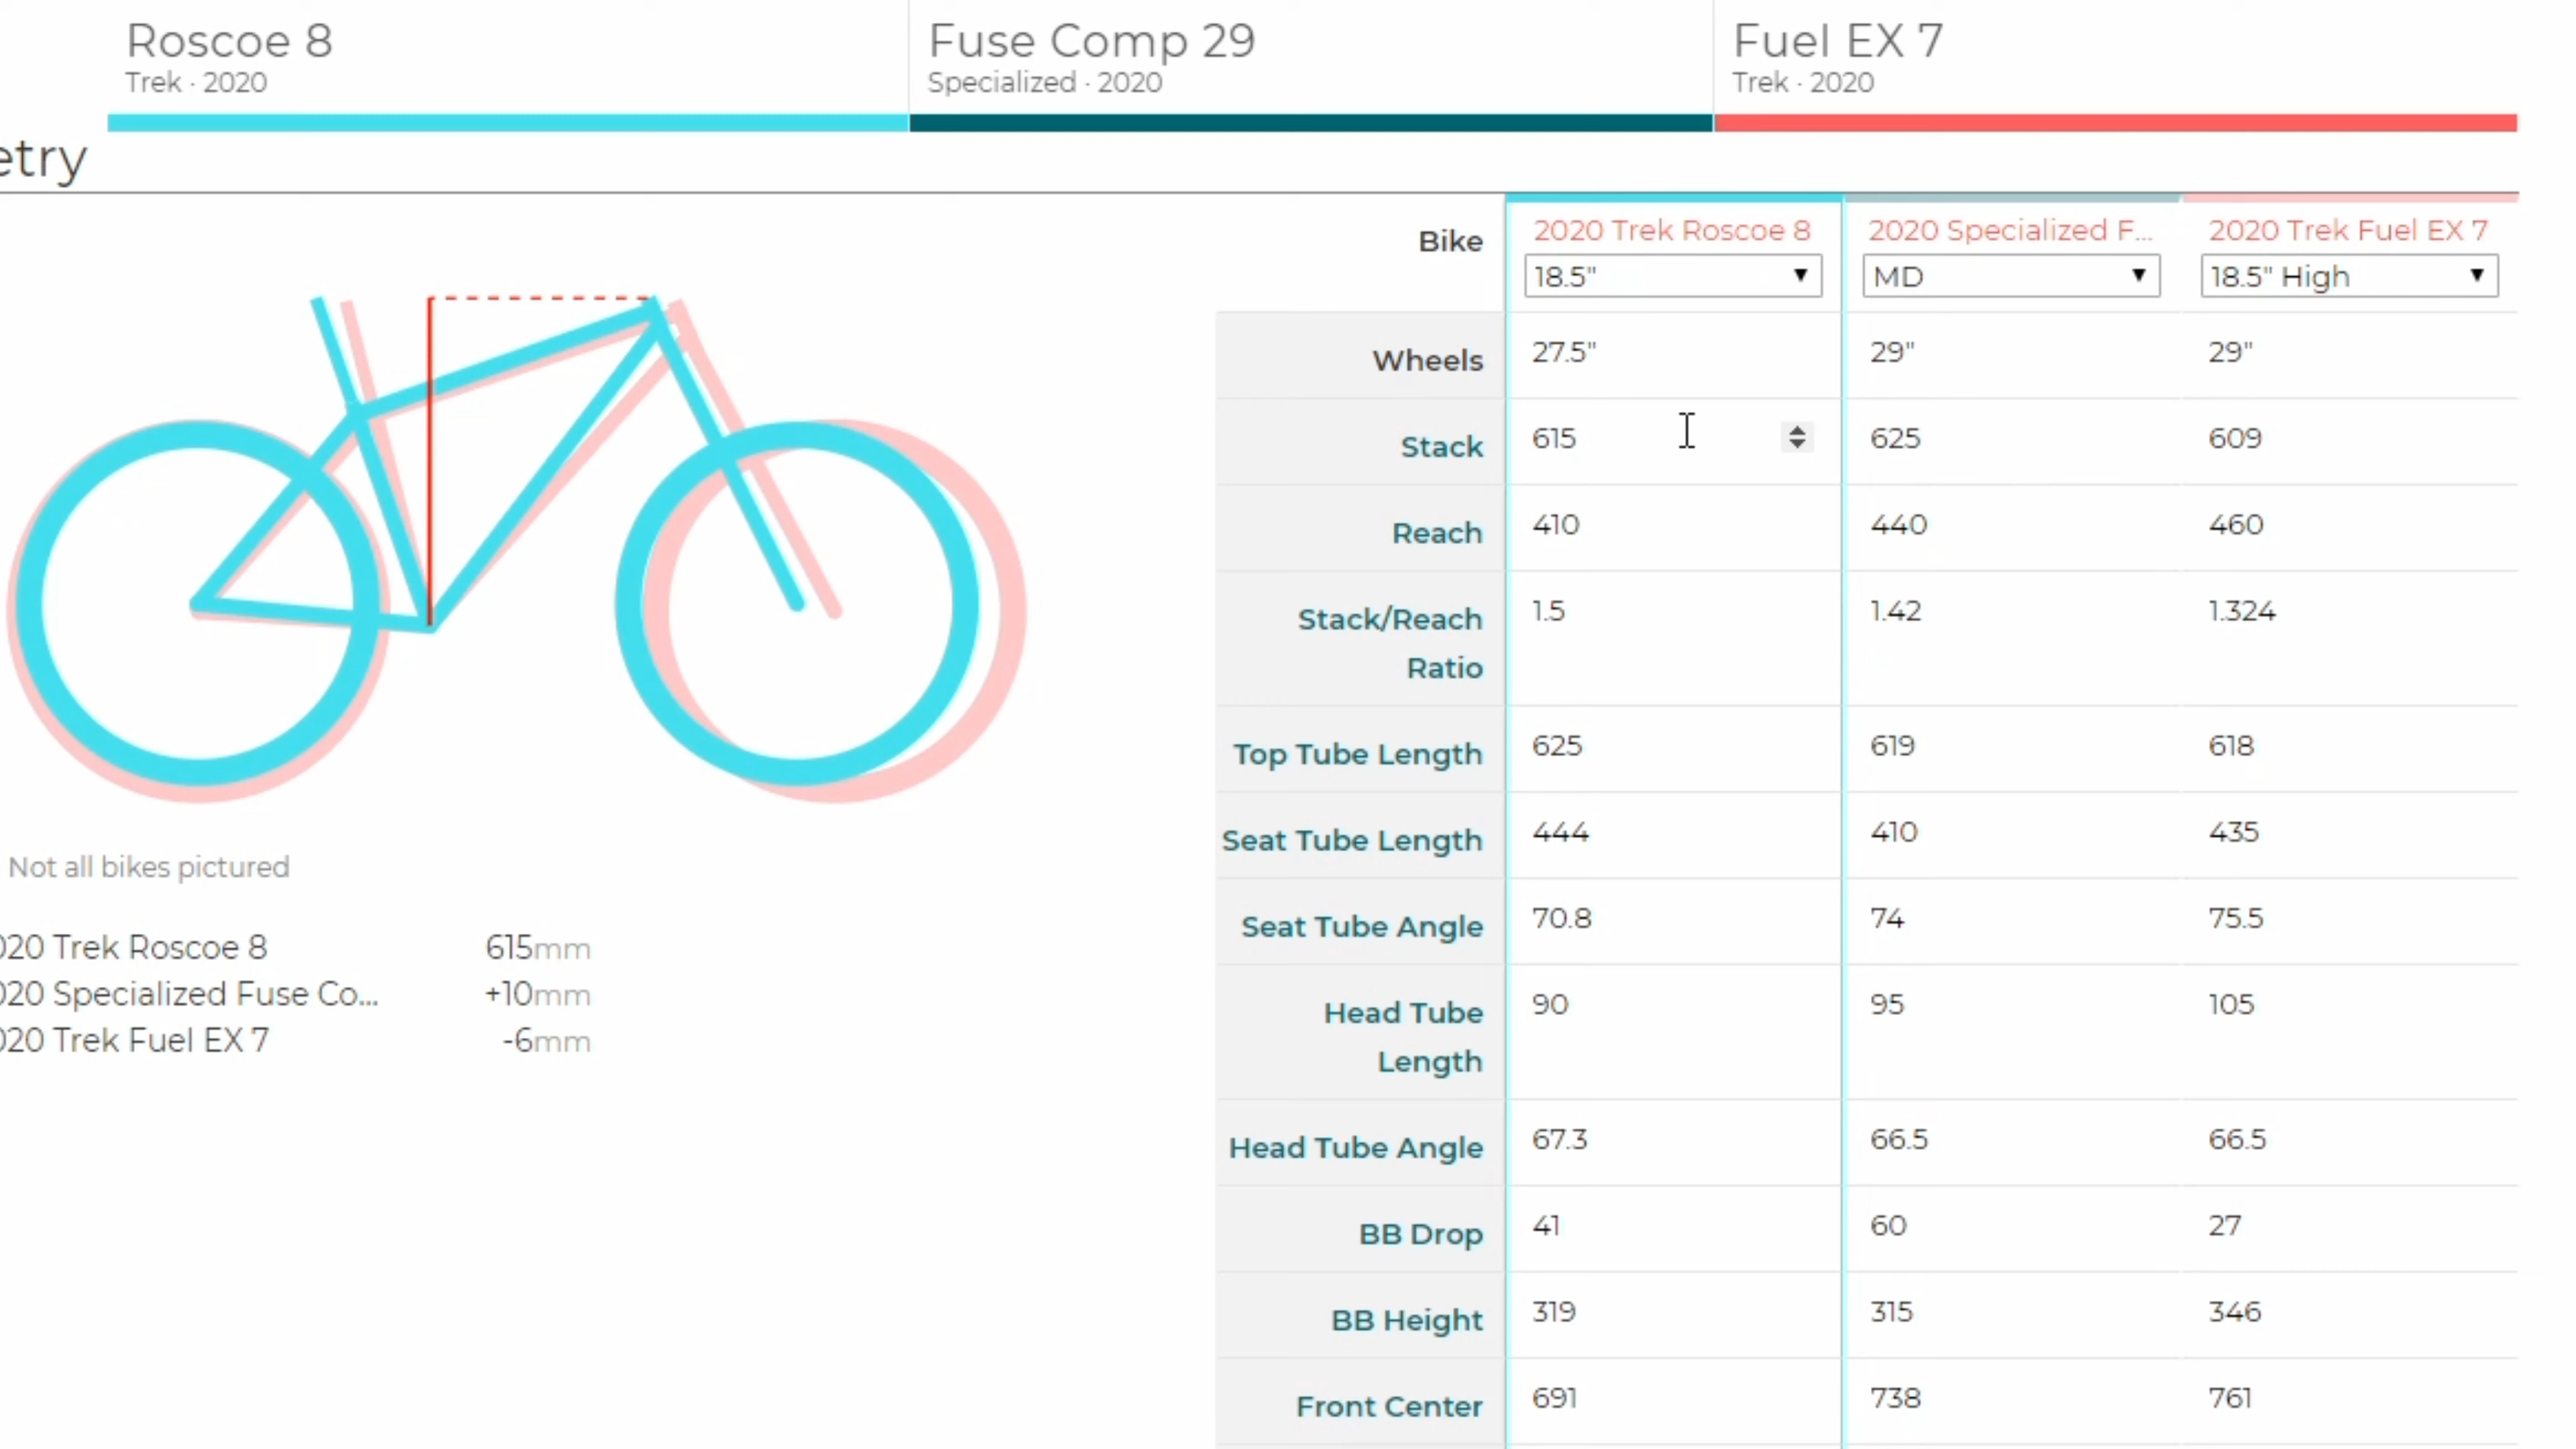 Roscoe 8
Trek · 2020
Fuse Comp 29
Specialized · 2020
Fuel EX 7
Trek · 2020
etry
Bike 2020 Trek Roscoe 8 2020 Specialized F... 2020 Trek Fuel EX 7
18.5" MD 18.5" High
Wheels 27.5" 29" 29"
Stack 615 625 609
Reach 410 440 460
Stack/Reach 1.5 1.42 1.324
Ratio
Top Tube Length 625 619 618
Seat Tube Length 444 410 435
Seat Tube Angle 70.8 74 75.5
Head Tube 90 95 105
Length
Head Tube Angle 67.3 66.5 66.5
BB Drop 41 60 27
BB Height 319 315 346
Front Center 691 738 761
Not all bikes pictured
020 Trek Roscoe 8 615mm
020 Specialized Fuse Co... +10mm
020 Trek Fuel EX 7 -6mm